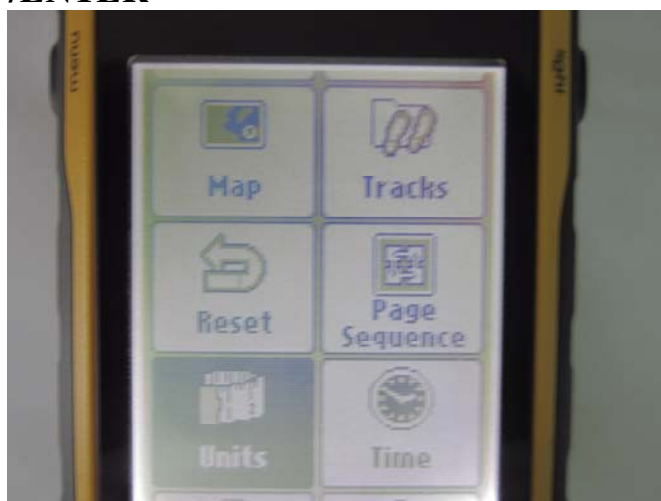 /ENTER
menu
Map
Tracks
Reset
Page
Sequence
Units
Time